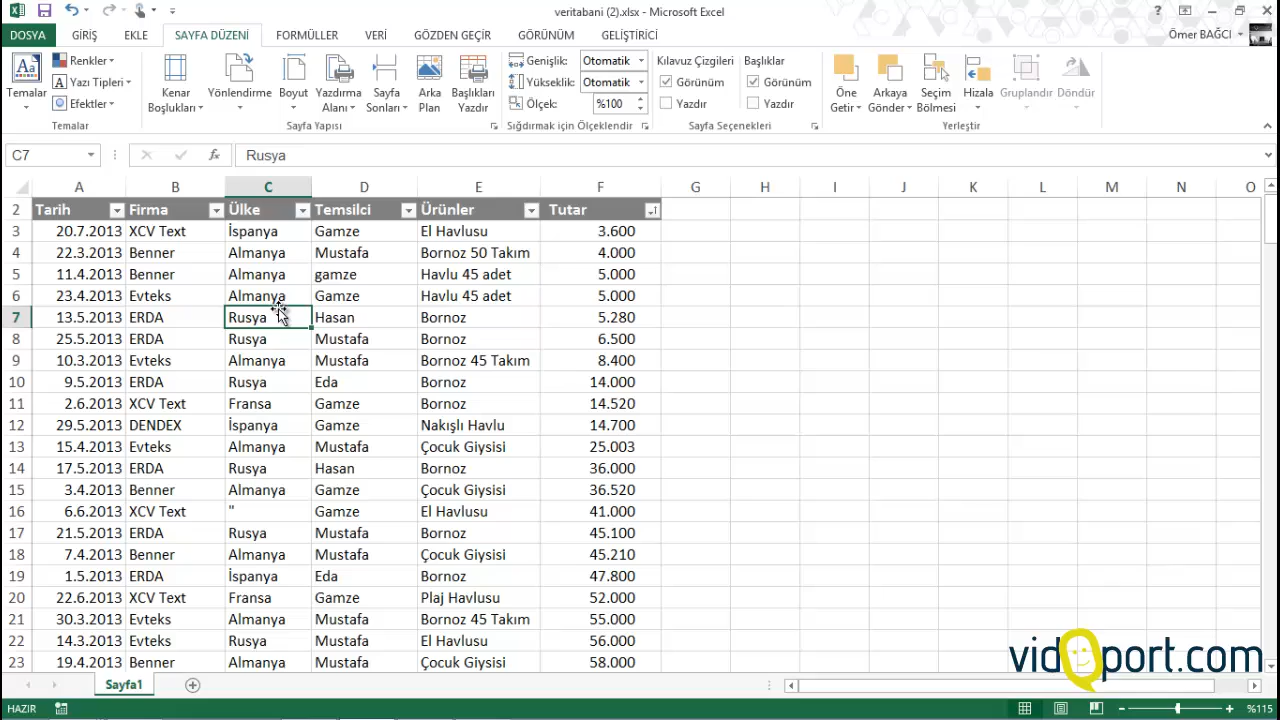 veritabani (2).xlsx - Microsoft Excel
?
DOSYA GİRİŞ EKLE SAYFA DÜZENİ FORMÜLLER VERİ GÖZDEN GEÇİR GÖRÜNÜM GELİŞTİRİCİ Ömer BAĞCI
Temalar
Renkler
Yazı Tipleri
Efektler
Temalar
Kenar Boşlukları
Yönlendirme
Boyut
Yazdırma Alanı
Sayfa Sonları
Arka Plan
Başlıkları Yazdır
Sayfa Yapısı
Genişlik: Otomatik
Yükseklik: Otomatik
Ölçek: %100
Sığdırmak için Ölçeklendir
Kılavuz Çizgileri Başlıklar
Görünüm Görünüm
Yazdır Yazdır
Sayfa Seçenekleri
Öne Getir
Arkaya Gönder
Seçim Bölmesi
Hizala
Gruplandır
Döndür
Yerleştir
C7 fx Rusya
A B C D E F G H I J K L M N O
2 Tarih Firma Ülke Temsilci Ürünler Tutar
3 20.7.2013 XCV Text İspanya Gamze El Havlusu 3.600
4 22.3.2013 Benner Almanya Mustafa Bornoz 50 Takım 4.000
5 11.4.2013 Benner Almanya gamze Havlu 45 adet 5.000
6 23.4.2013 Evteks Almanya Gamze Havlu 45 adet 5.000
7 13.5.2013 ERDA Rusya Hasan Bornoz 5.280
8 25.5.2013 ERDA Rusya Mustafa Bornoz 6.500
9 10.3.2013 Evteks Almanya Mustafa Bornoz 45 Takım 8.400
10 9.5.2013 ERDA Rusya Eda Bornoz 14.000
11 2.6.2013 XCV Text Fransa Gamze Bornoz 14.520
12 29.5.2013 DENDEX İspanya Gamze Nakışlı Havlu 14.700
13 15.4.2013 Evteks Almanya Mustafa Çocuk Giysisi 25.003
14 17.5.2013 ERDA Rusya Hasan Bornoz 36.000
15 3.4.2013 Benner Almanya Gamze Çocuk Giysisi 36.520
16 6.6.2013 XCV Text " Gamze El Havlusu 41.000
17 21.5.2013 ERDA Rusya Mustafa Bornoz 45.100
18 7.4.2013 Benner Almanya Mustafa Çocuk Giysisi 45.210
19 1.5.2013 ERDA İspanya Eda Bornoz 47.800
20 22.6.2013 XCV Text Fransa Gamze Plaj Havlusu 52.000
21 30.3.2013 Evteks Almanya Mustafa Bornoz 45 Takım 55.000
22 14.3.2013 Evteks Rusya Mustafa El Havlusu 56.000
23 19.4.2013 Benner Almanya Mustafa Çocuk Giysisi 58.000
vidoport.com
Sayfa1
HAZIR %115